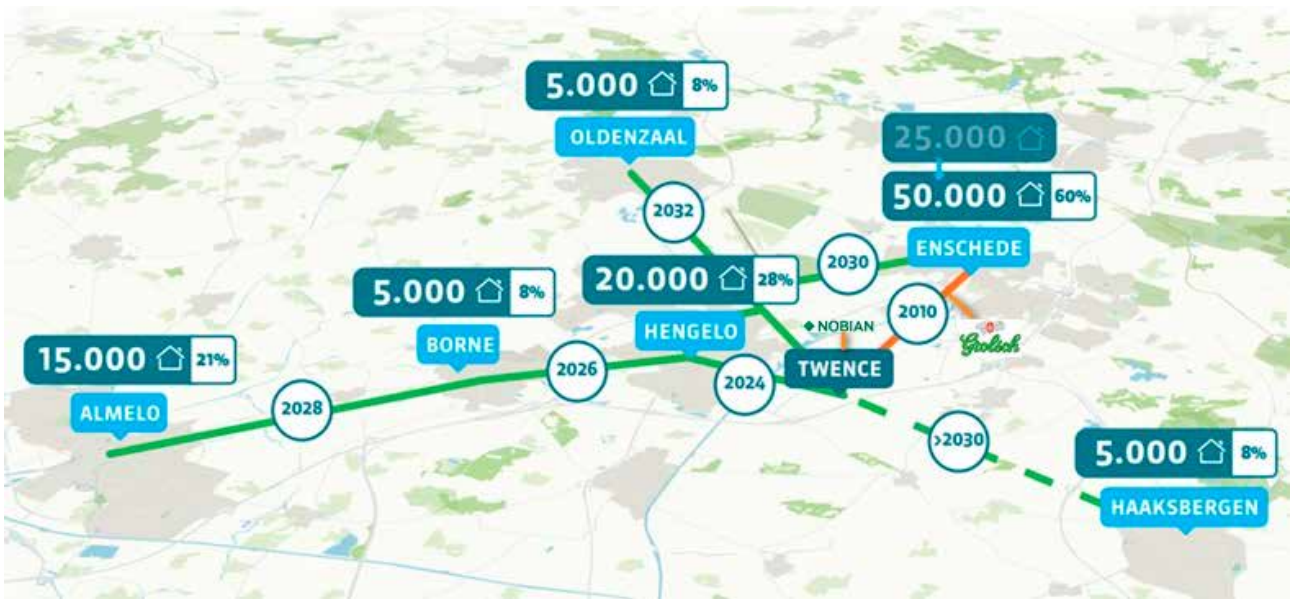 5.000 8%
OLDENZAAL
25.000
50.000 60%
ENSCHEDE
2032
2030
20.000 28%
HENGELO
5.000 8%
BORNE
2010
NOBIAN
Grolsch
TWENCE
15.000 21%
ALMELO
2028
2026
2024
>2030
5.000 8%
HAAKSBERGEN